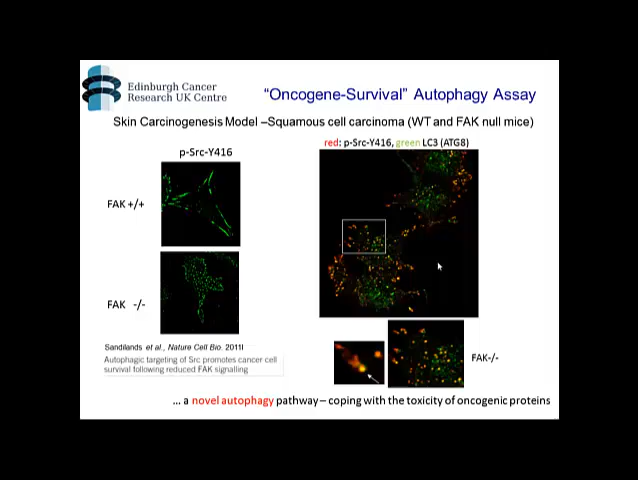 Edinburgh Cancer
Research UK Centre
“Oncogene-Survival” Autophagy Assay
Skin Carcinogenesis Model –Squamous cell carcinoma (WT and FAK null mice)
p-Src-Y416
red: p-Src-Y416, green LC3 (ATG8)
FAK +/+
FAK -/-
Sandilands et al., Nature Cell Bio. 2011l
Autophagic targeting of Src promotes cancer cell
survival following reduced FAK signalling
FAK-/-
... a novel autophagy pathway – coping with the toxicity of oncogenic proteins